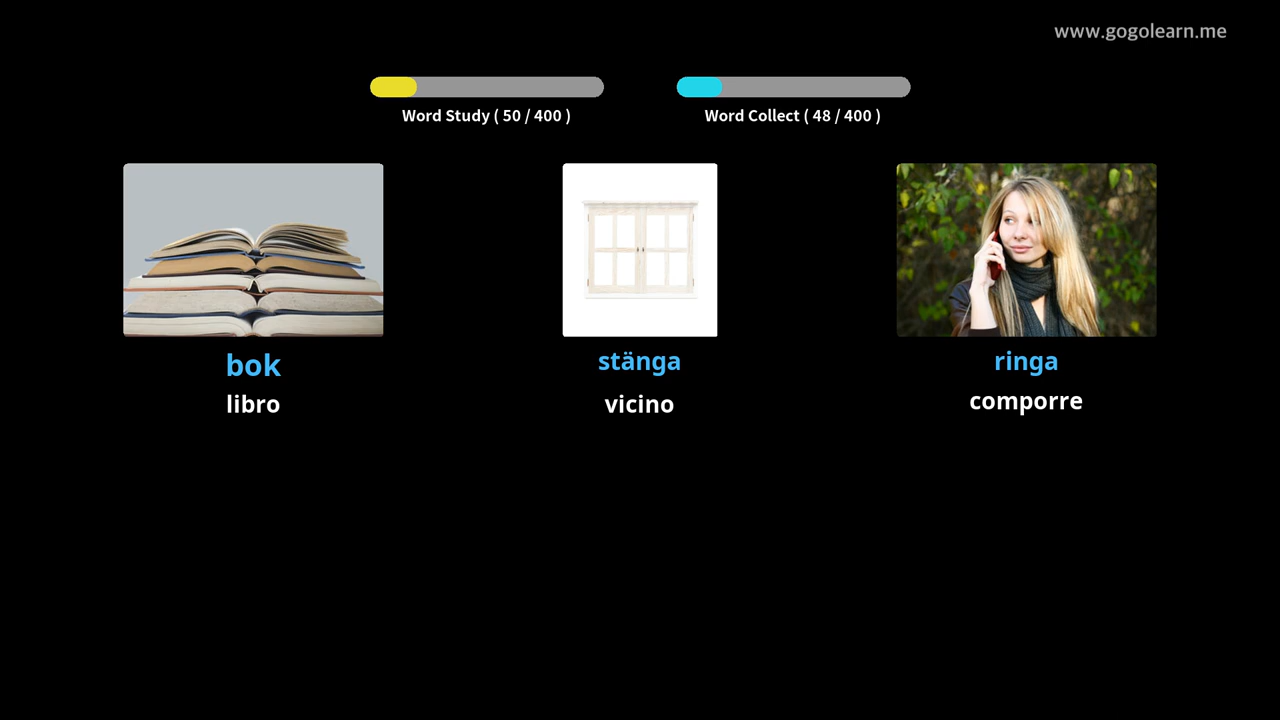 www.gogolearn.me
Word Study ( 50 / 400 )
Word Collect ( 48 / 400 )
bok
libro
stänga
vicino
ringa
comporre